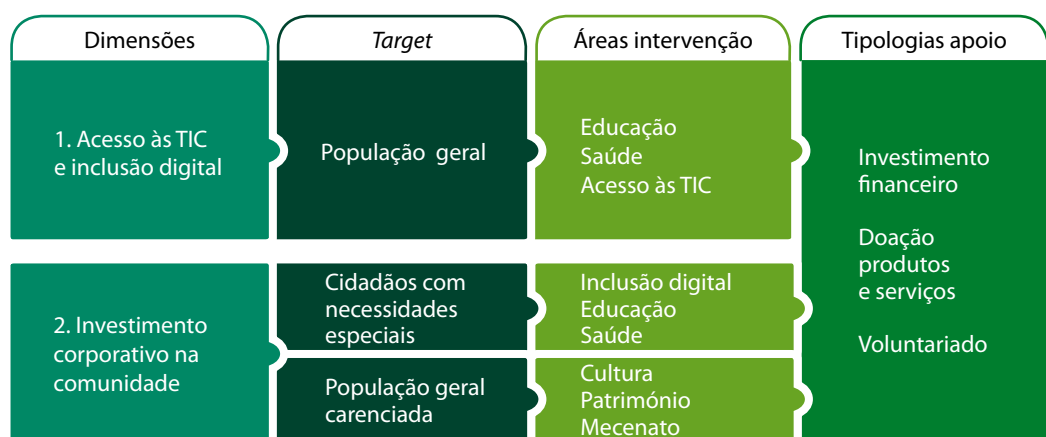 Dimensões
Target
Áreas intervenção
Tipologias apoio
1. Acesso às TIC
e inclusão digital
População geral
Educação
Saúde
Acesso às TIC
2. Investimento
corporativo na
comunidade
Cidadãos com
necessidades
especiais
Inclusão digital
Educação
Saúde
População geral
carenciada
Cultura
Património
Mecenato
Investimento
financeiro
Doação
produtos
e serviços
Voluntariado